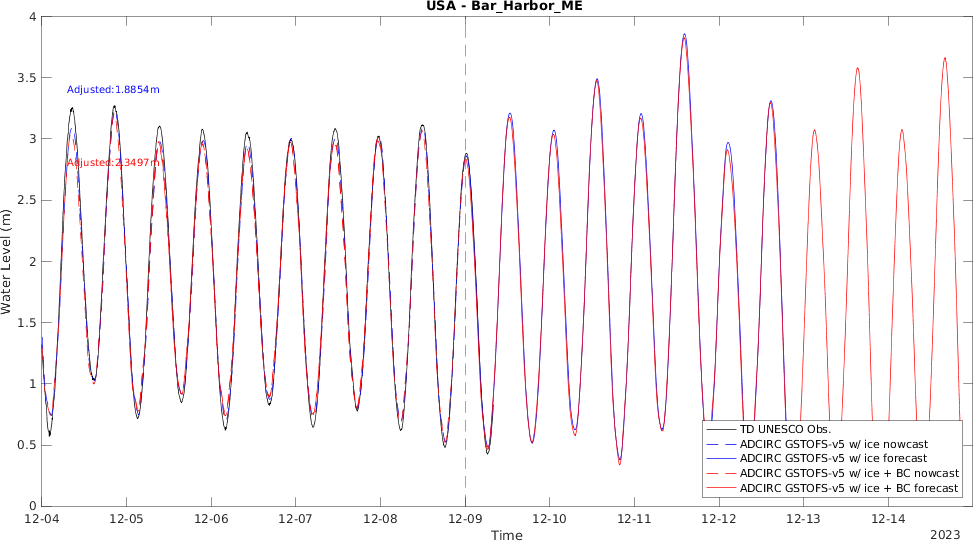 USA - Bar_Harbor_ME
4
3.5
3
2.5
2
1.5
1
0.5
0
Water Level (m)
Adjusted:1.8854m
Adjusted:2.3497m
TD UNESCO Obs.
ADCIRC GSTOFS-v5 w/ ice nowcast
ADCIRC GSTOFS-v5 w/ ice forecast
ADCIRC GSTOFS-v5 w/ ice + BC nowcast
ADCIRC GSTOFS-v5 w/ ice + BC forecast
12-04 12-05 12-06 12-07 12-08 12-09 12-10 12-11 12-12 12-13 12-14
Time
2023